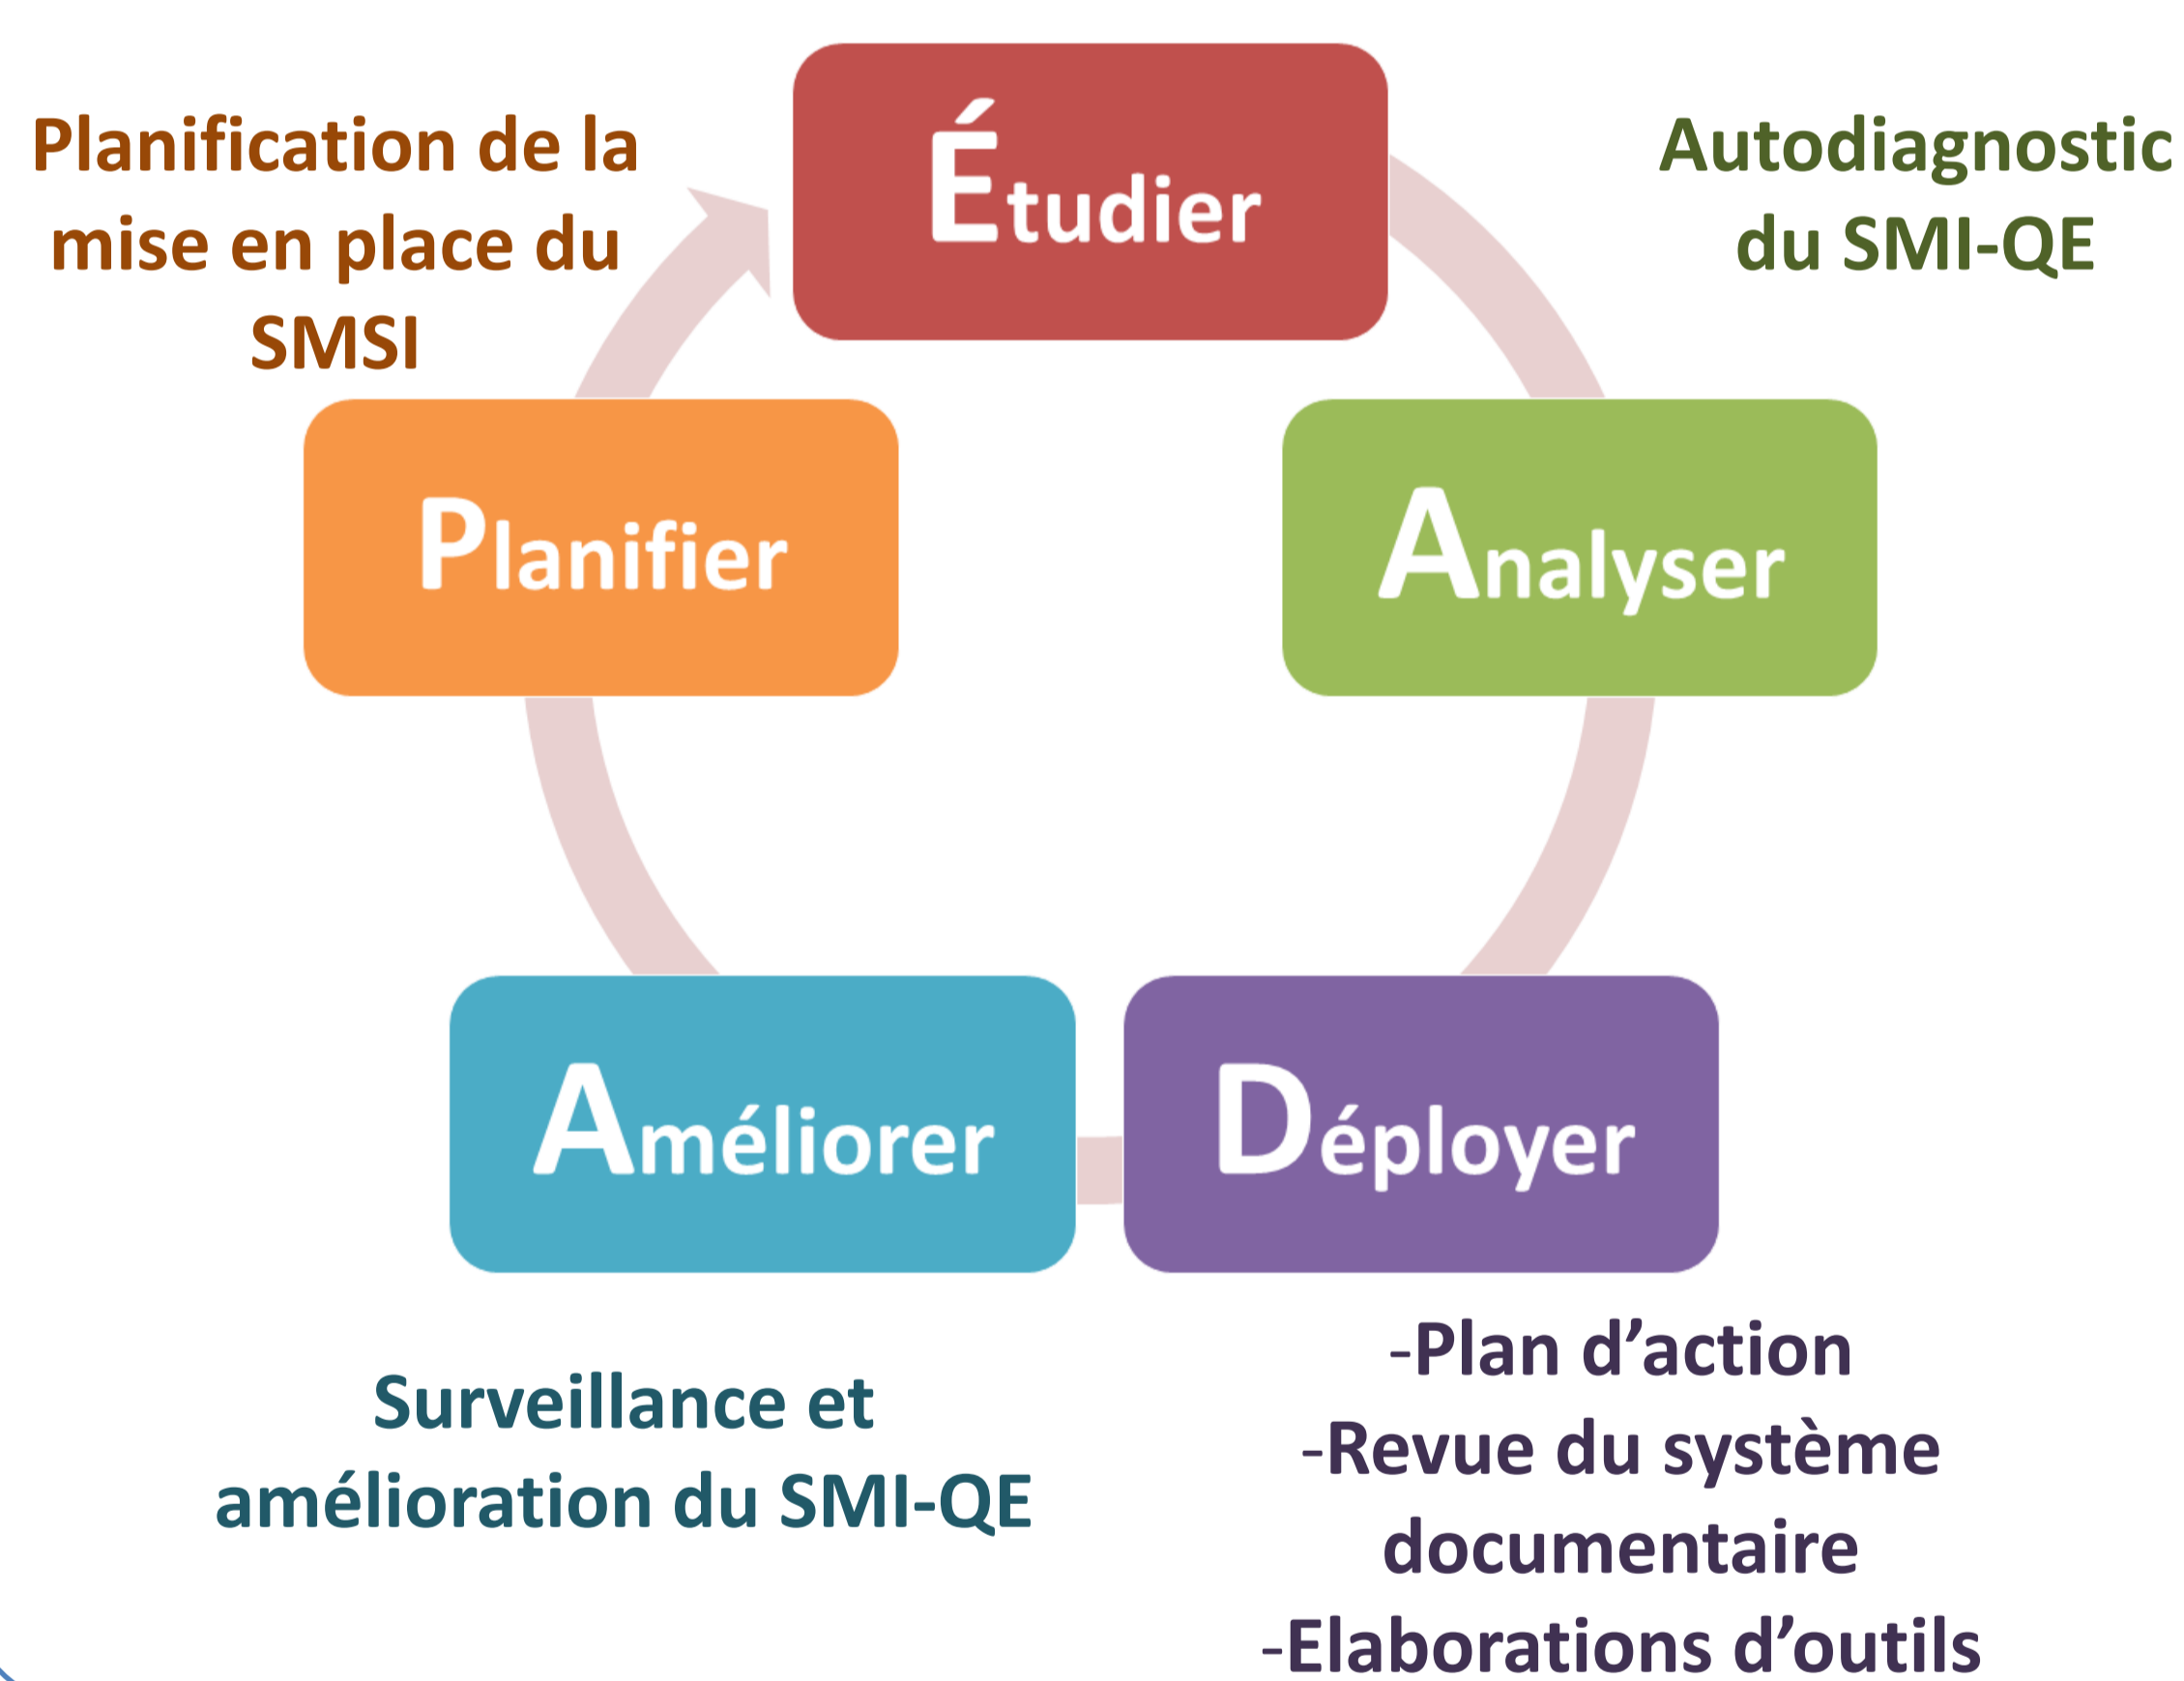 Étudier
Planification de la
mise en place du
SMSI
Autodiagnostic
du SMI-QE
Planifier
Analyser
Améliorer
Déployer
Surveillance et
amélioration du SMI-QE
-Plan d’action
-Revue du système
documentaire
-Elaborations d’outils